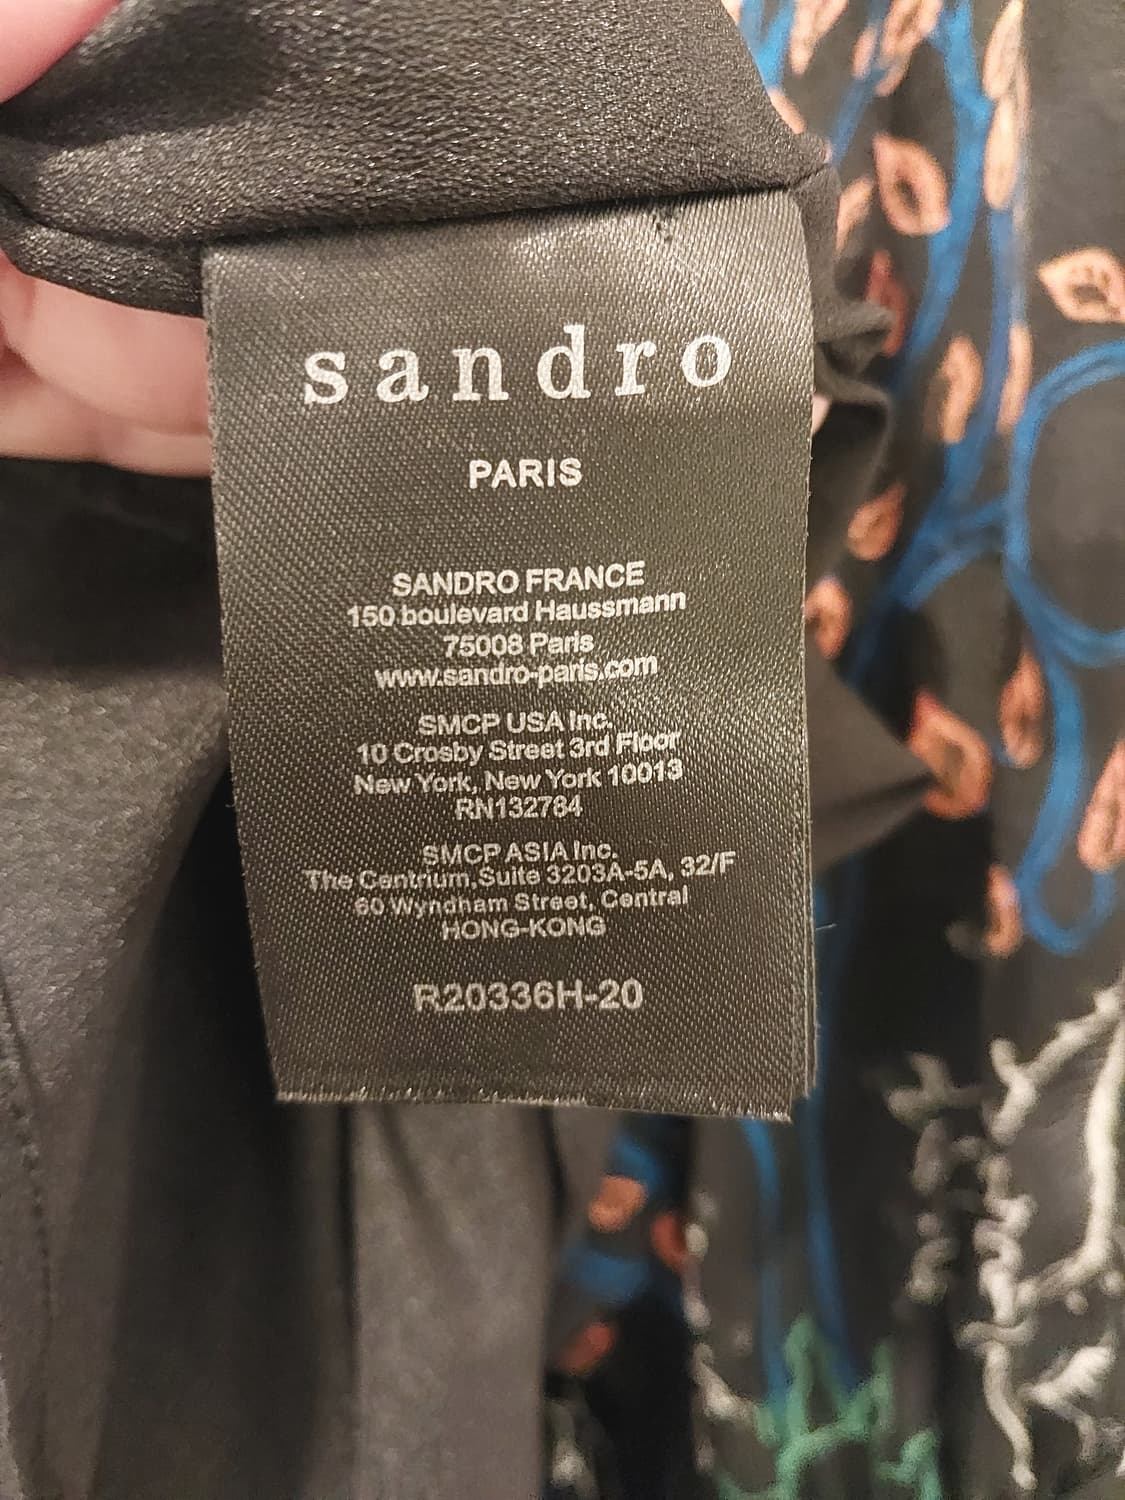 sandro
PARIS
SANDRO FRANCE
150 boulevard Haussmann
75008 Paris
www.sandro-paris.com
SMCP USA Inc.
10 Crosby Street 3rd Floor
New York, New York 10013
RN132784
SMCP ASIA Inc.
The Centrium,Suite 3203A-5A, 32/F
60 Wyndham Street, Central
HONG-KONG
R20336H-20